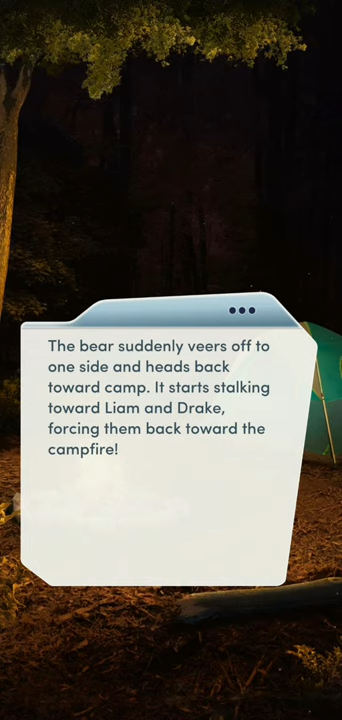 The bear suddenly veers off to
one side and heads back
toward camp. It starts stalking
toward Liam and Drake,
forcing them back toward the
campfire!